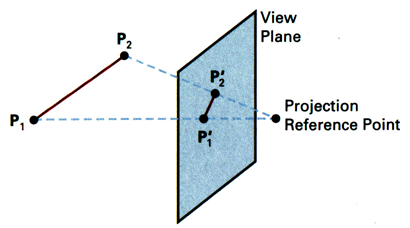 View
Plane
P₂
P₂′
P₁
P₁′
Projection
Reference Point